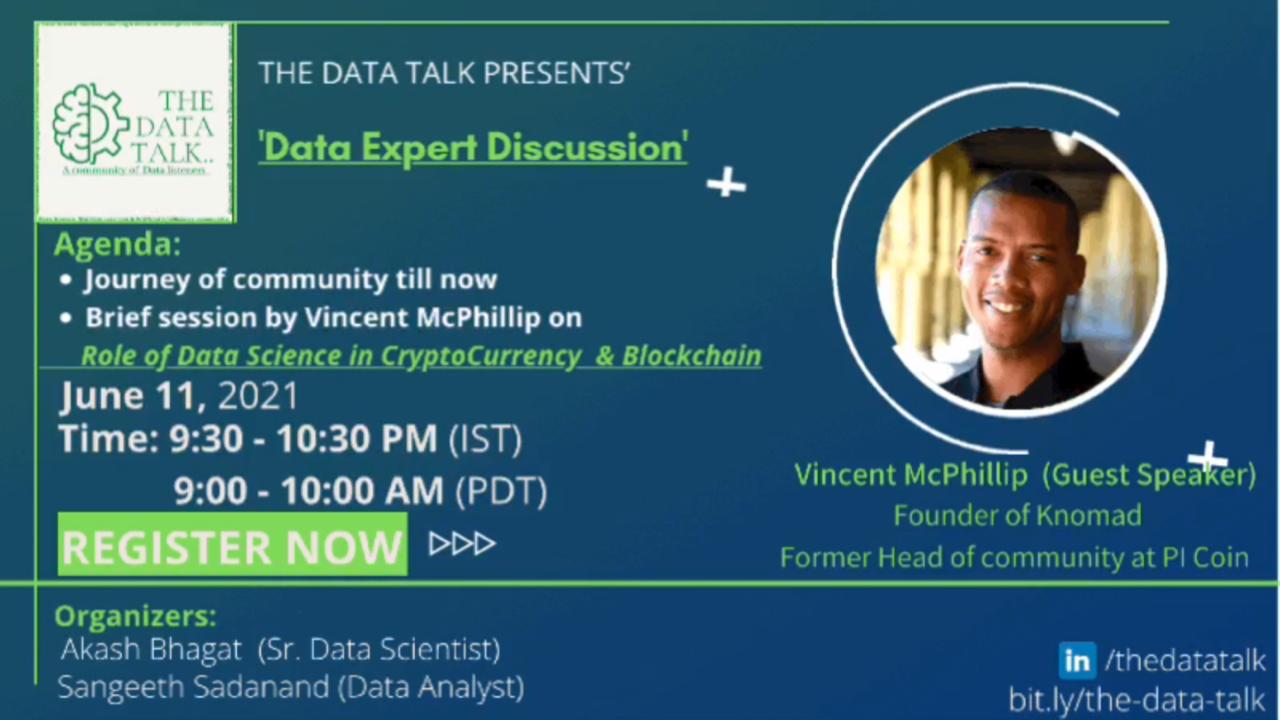 THE
DATA
TALK..
A community of Data listeners..
THE DATA TALK PRESENTS’
'Data Expert Discussion'
Agenda:
• Journey of community till now
• Brief session by Vincent McPhillip on
Role of Data Science in CryptoCurrency & Blockchain
June 11, 2021
Time: 9:30 - 10:30 PM (IST)
9:00 - 10:00 AM (PDT)
REGISTER NOW
Vincent McPhillip (Guest Speaker)
Founder of Knomad
Former Head of community at PI Coin
Organizers:
Akash Bhagat (Sr. Data Scientist)
Sangeeth Sadanand (Data Analyst)
in /thedatatalk
bit.ly/the-data-talk